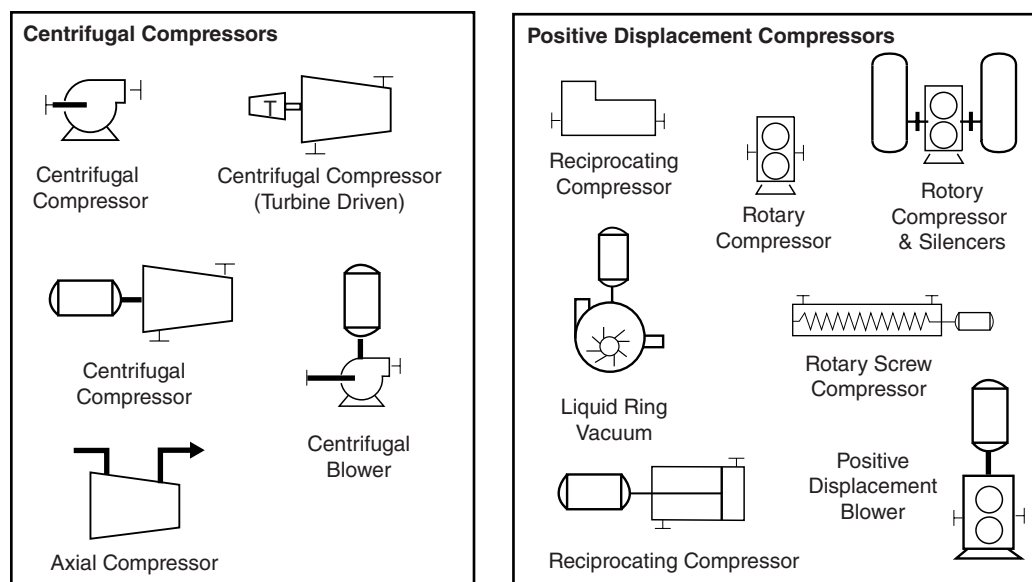 Centrifugal Compressors
T
Centrifugal
Compressor
Centrifugal Compressor
(Turbine Driven)
Centrifugal
Compressor
Centrifugal
Blower
Axial Compressor
Positive Displacement Compressors
Reciprocating
Compressor
Rotary
Compressor
Rotory
Compressor
& Silencers
Liquid Ring
Vacuum
Rotary Screw
Compressor
Positive
Displacement
Blower
Reciprocating Compressor